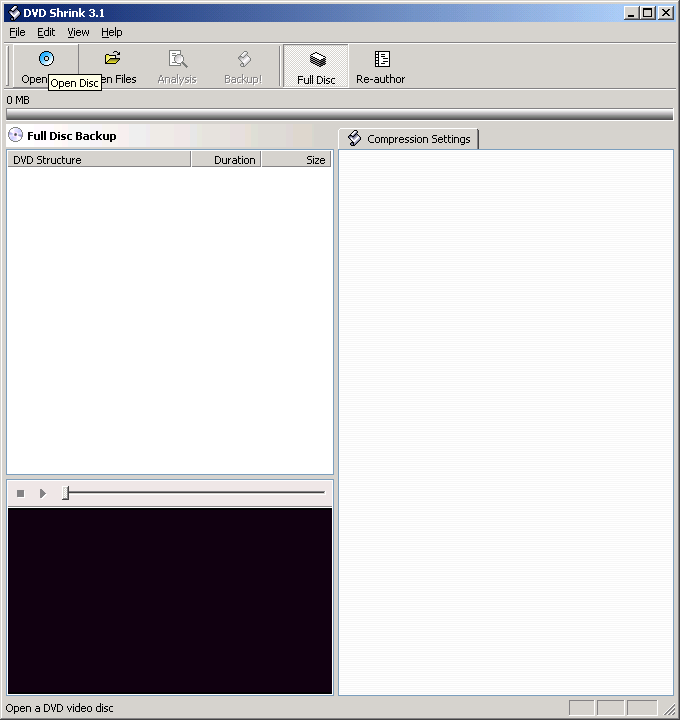 DVD Shrink 3.1
File Edit View Help
Open en Files Analysis Backup! Full Disc Re-author
Open Disc
0 MB
Full Disc Backup
Compression Settings
DVD Structure Duration Size
Open a DVD video disc